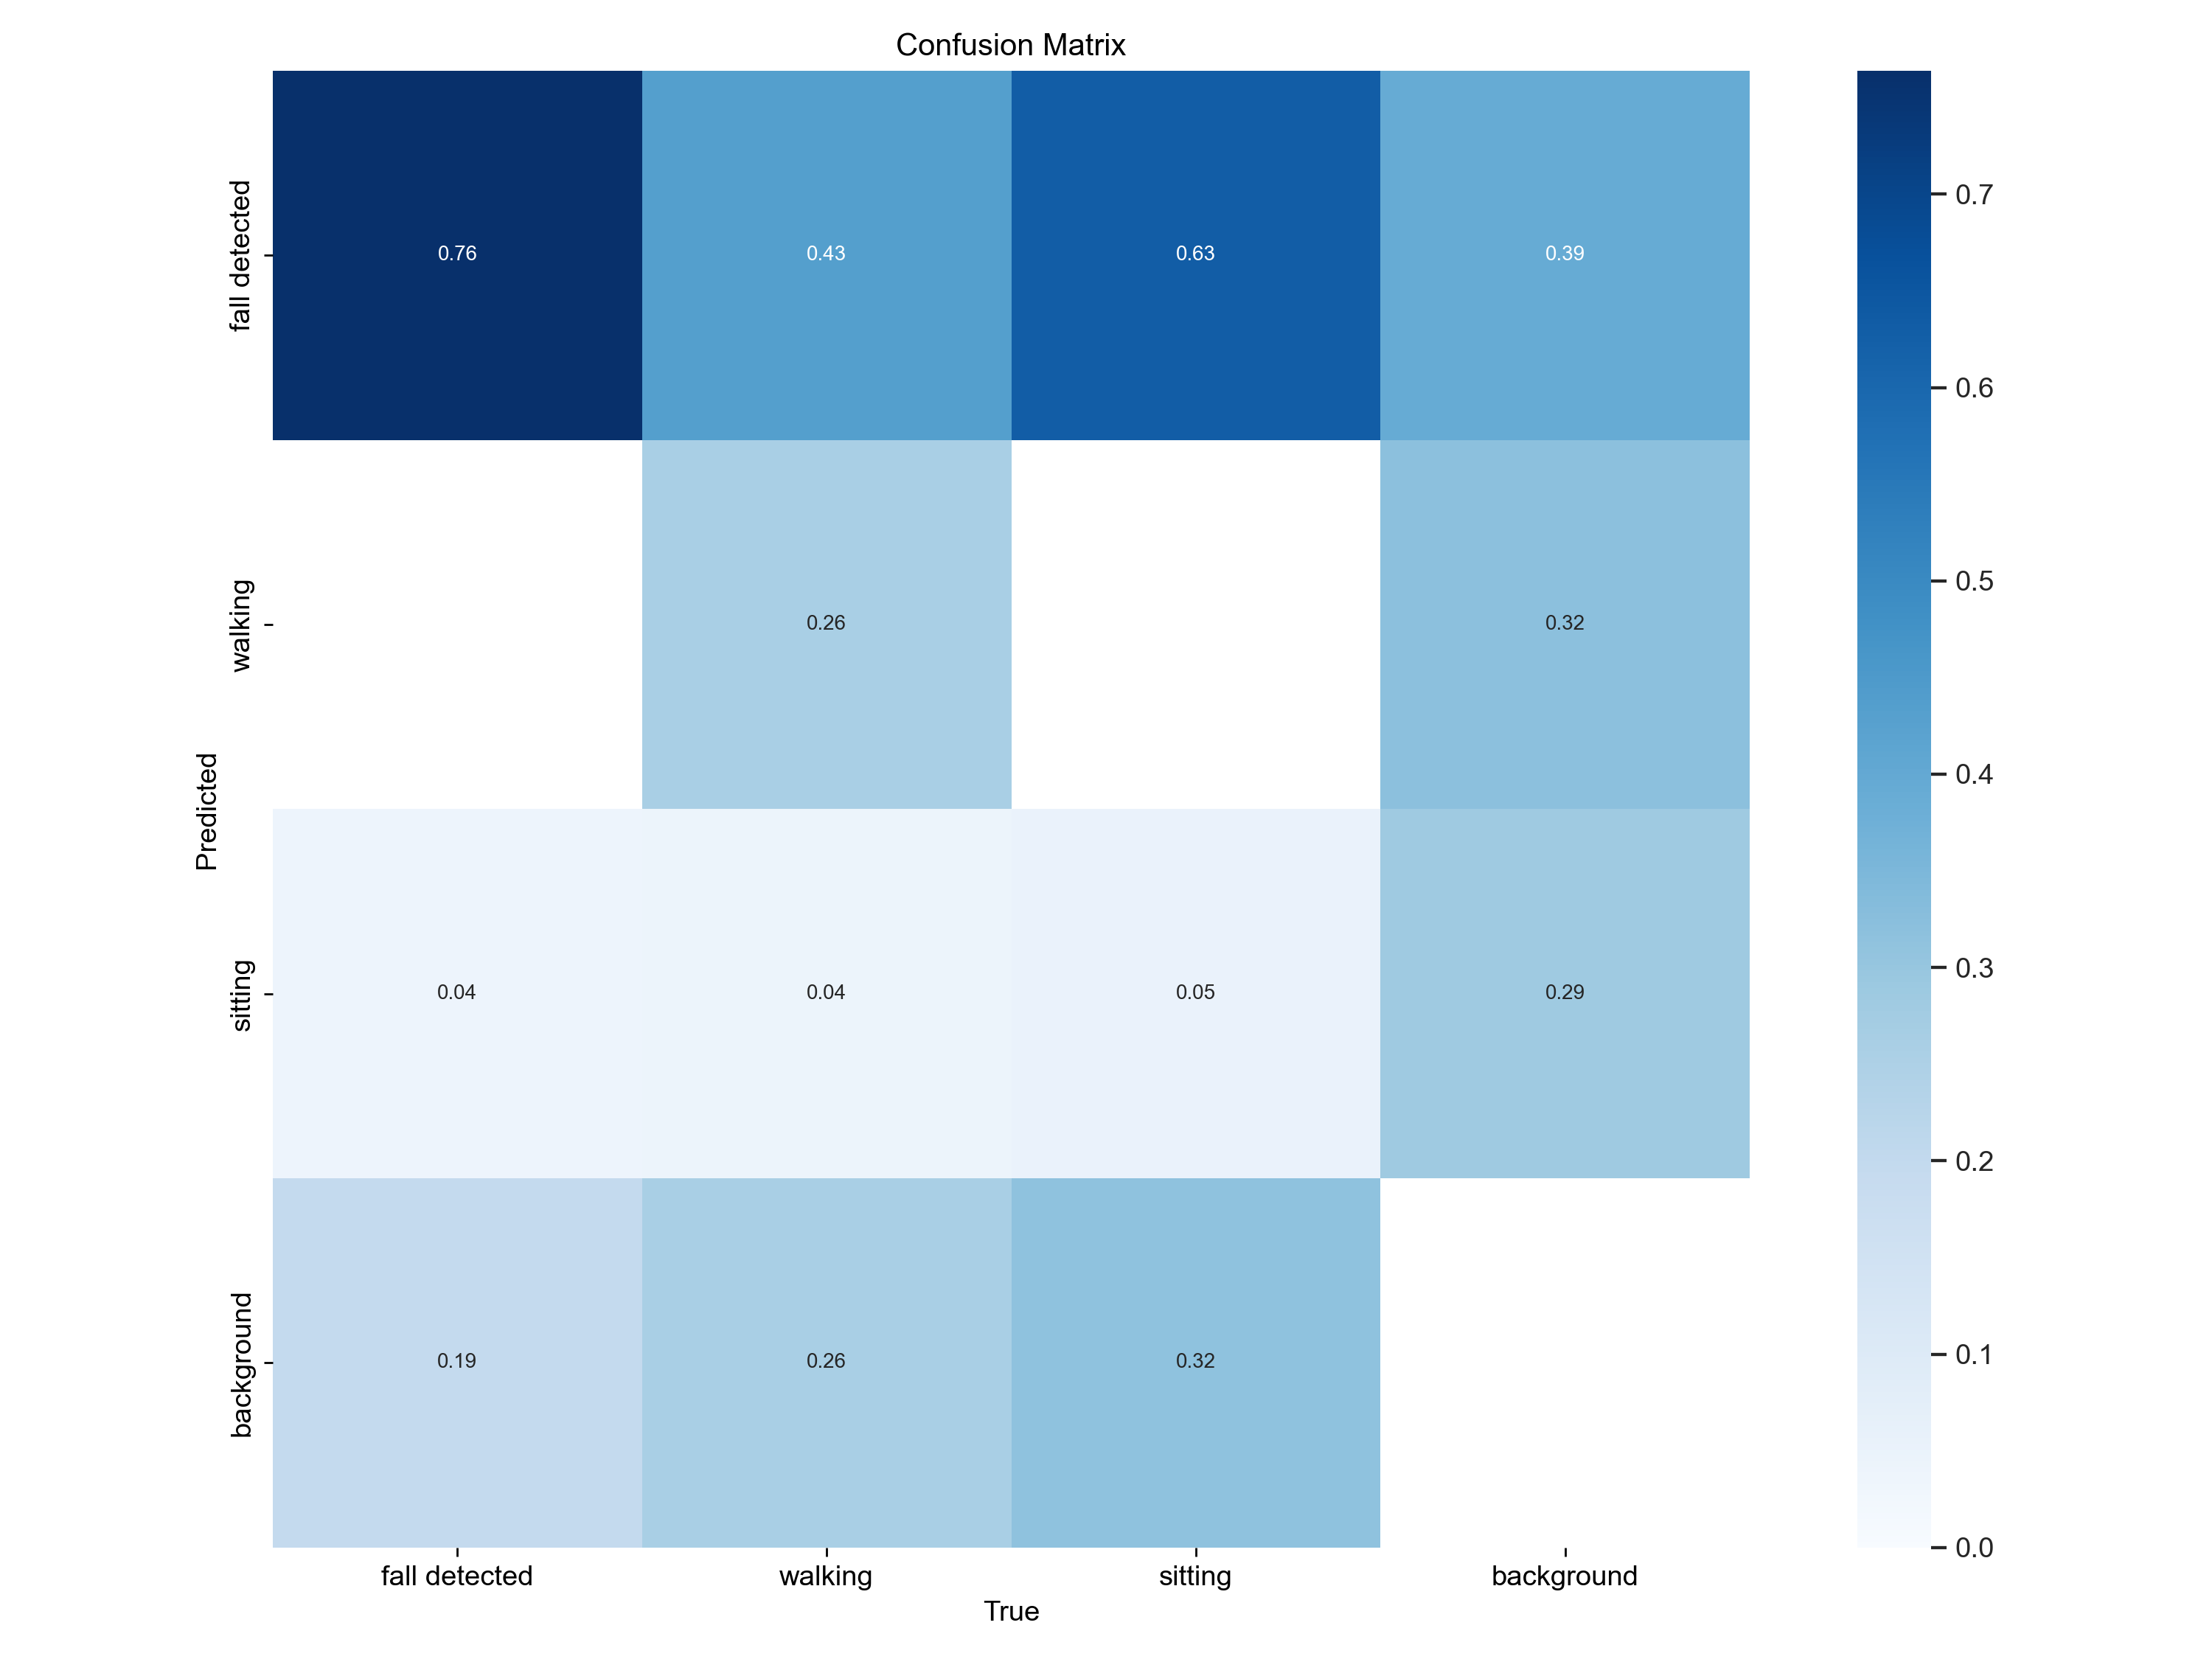 Confusion Matrix
fall detected
0.76
0.43
0.63
0.39
0.7
0.6
0.5
walking
0.26
0.32
Predicted
0.4
0.3
sitting
0.04
0.04
0.05
0.29
0.2
background
0.19
0.26
0.32
0.1
0.0
fall detected
walking
sitting
background
True